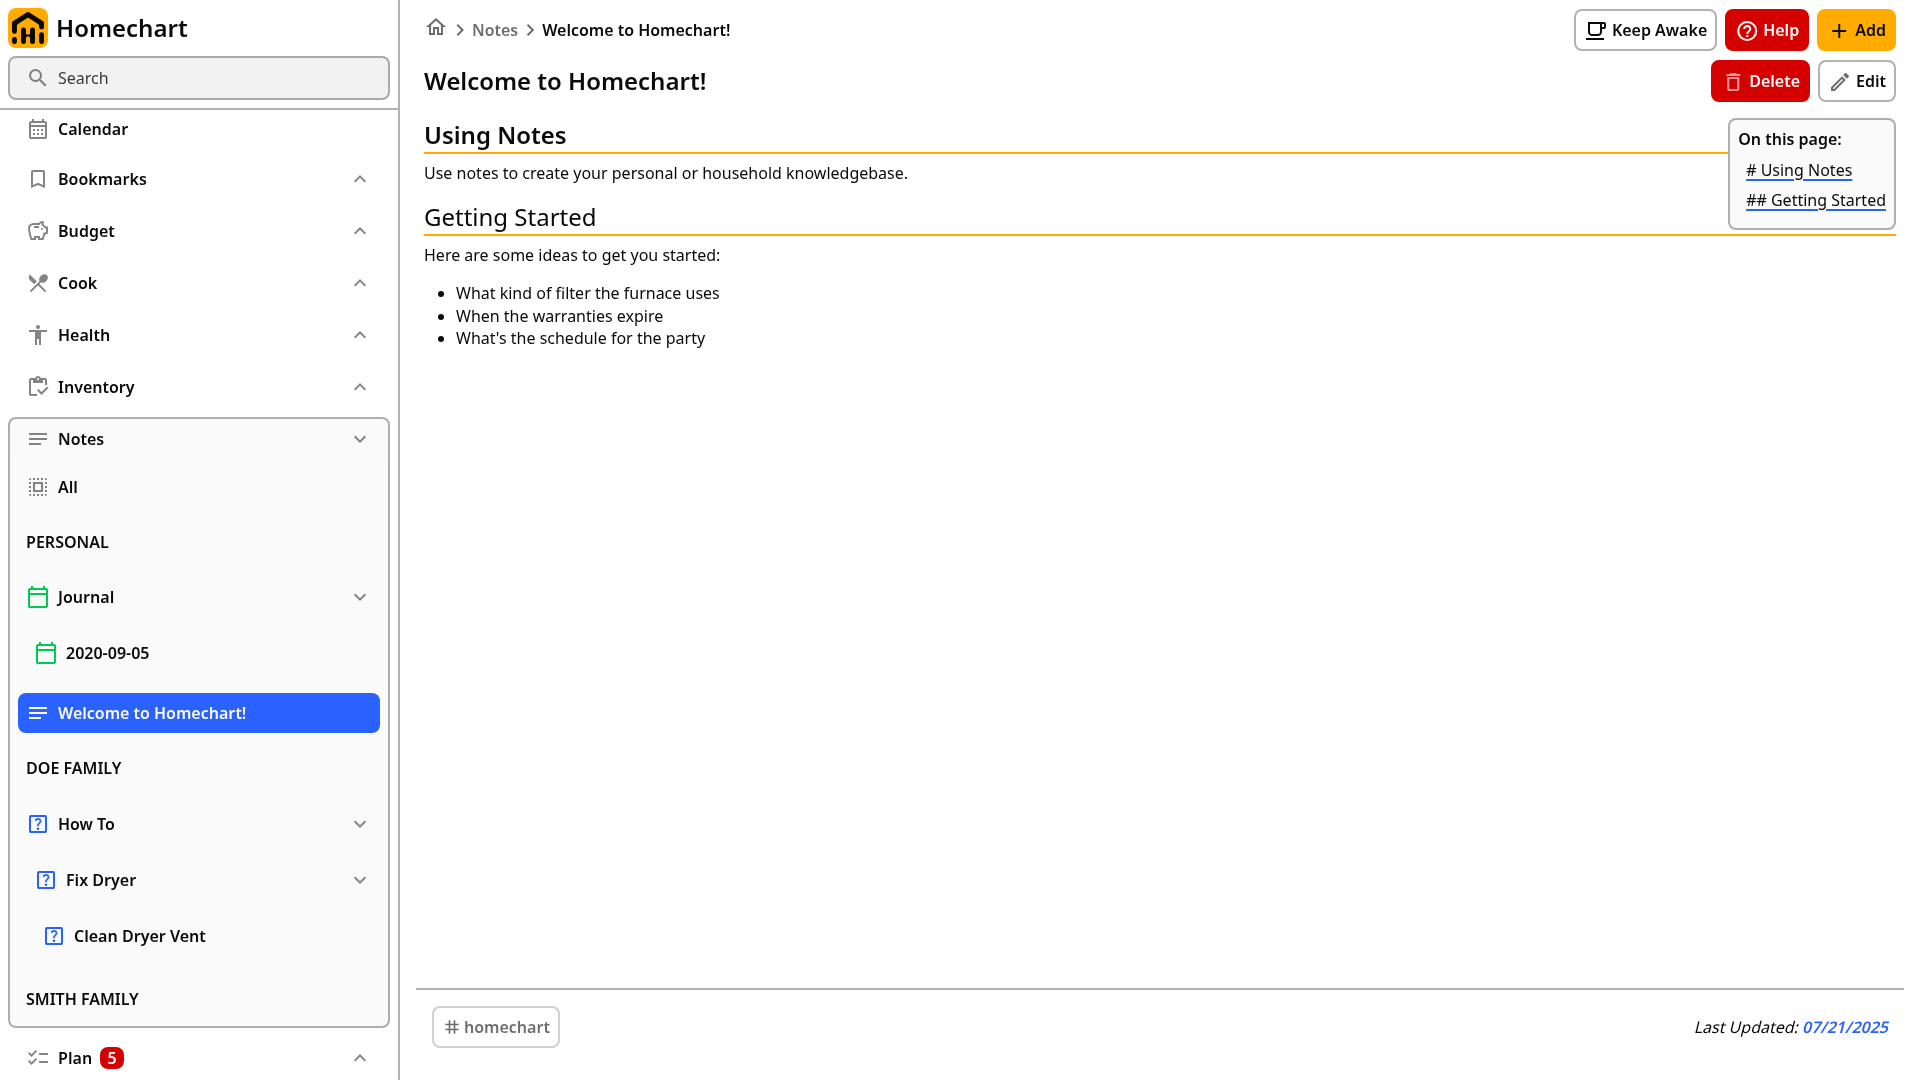 Homechart
Search
Calendar
Bookmarks
Budget
Cook
Health
Inventory
Notes
All
PERSONAL
Journal
2020-09-05
Welcome to Homechart!
DOE FAMILY
How To
Fix Dryer
Clean Dryer Vent
SMITH FAMILY
Plan 5
Notes Welcome to Homechart!
Keep Awake Help Add
Welcome to Homechart!
Delete Edit
Using Notes
Use notes to create your personal or household knowledgebase.
Getting Started
Here are some ideas to get you started:
What kind of filter the furnace uses
When the warranties expire
What's the schedule for the party
On this page:
# Using Notes
## Getting Started
# homechart
Last Updated: 07/21/2025